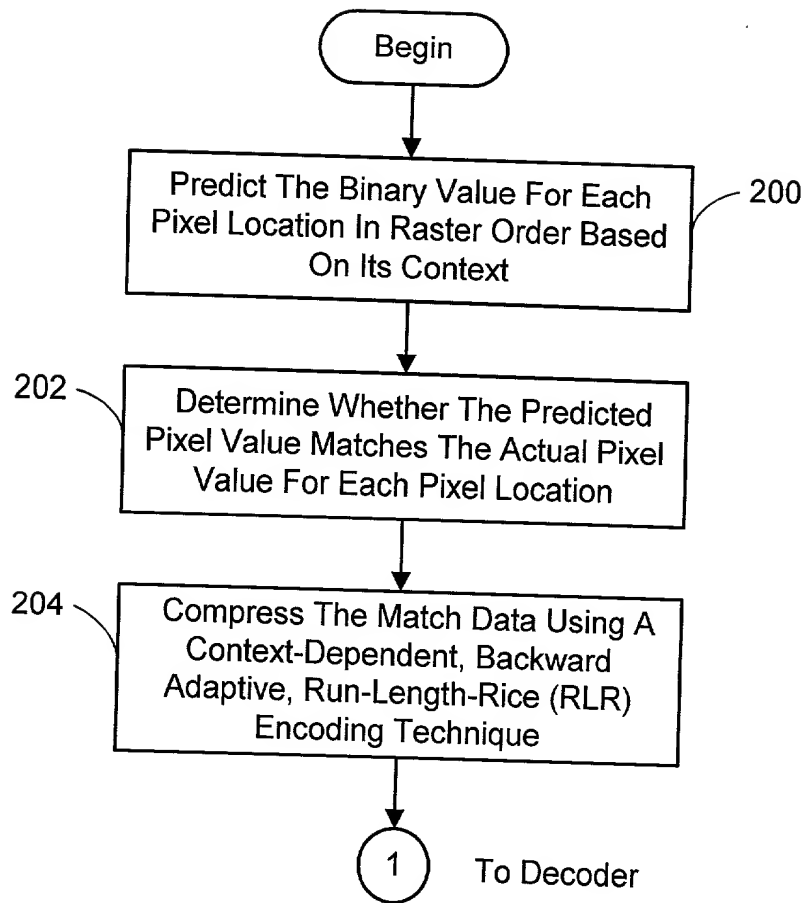 Begin
Predict The Binary Value For Each
Pixel Location In Raster Order Based
On Its Context
200
202
Determine Whether The Predicted
Pixel Value Matches The Actual Pixel
Value For Each Pixel Location
204
Compress The Match Data Using A
Context-Dependent, Backward
Adaptive, Run-Length-Rice (RLR)
Encoding Technique
1
To Decoder